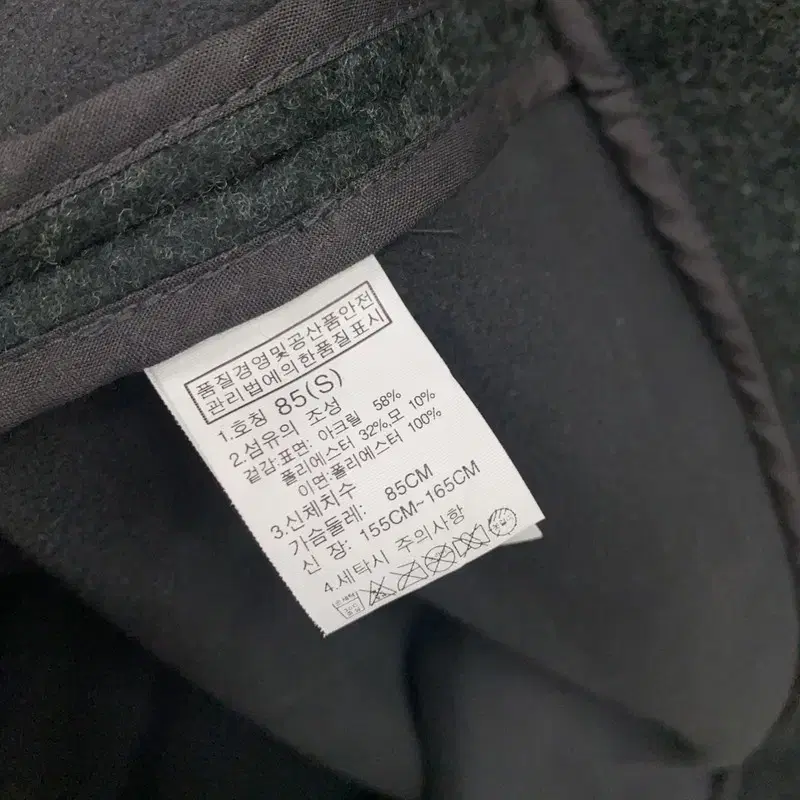 품질경영및공산품안전
관리법에의한품질표시
1.호칭 85(S)
2.섬유의 조성
겉감:표면: 아크릴 58%
폴리에스터 32%,모 10%
이면:폴리에스터 100%
3.신체치수
가슴둘레: 85CM
신 장: 155CM~165CM
4.세탁시 주의사항